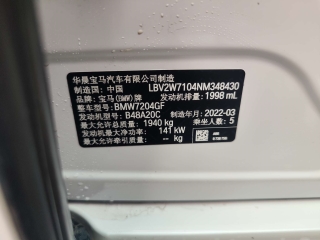 华晨宝马汽车有限公司制造
制造国:中国 LBV2W7104NM348430
品牌:宝马(BMW)牌 发动机排量:1998 mL
整车型号:BMW7204GF
发动机型号:B48A20C 制造年月:2022-03
最大允许总质量:1940 kg 乘坐人数:5
发动机最大净功率:141 kW
最大允许牵引质量:-- kg